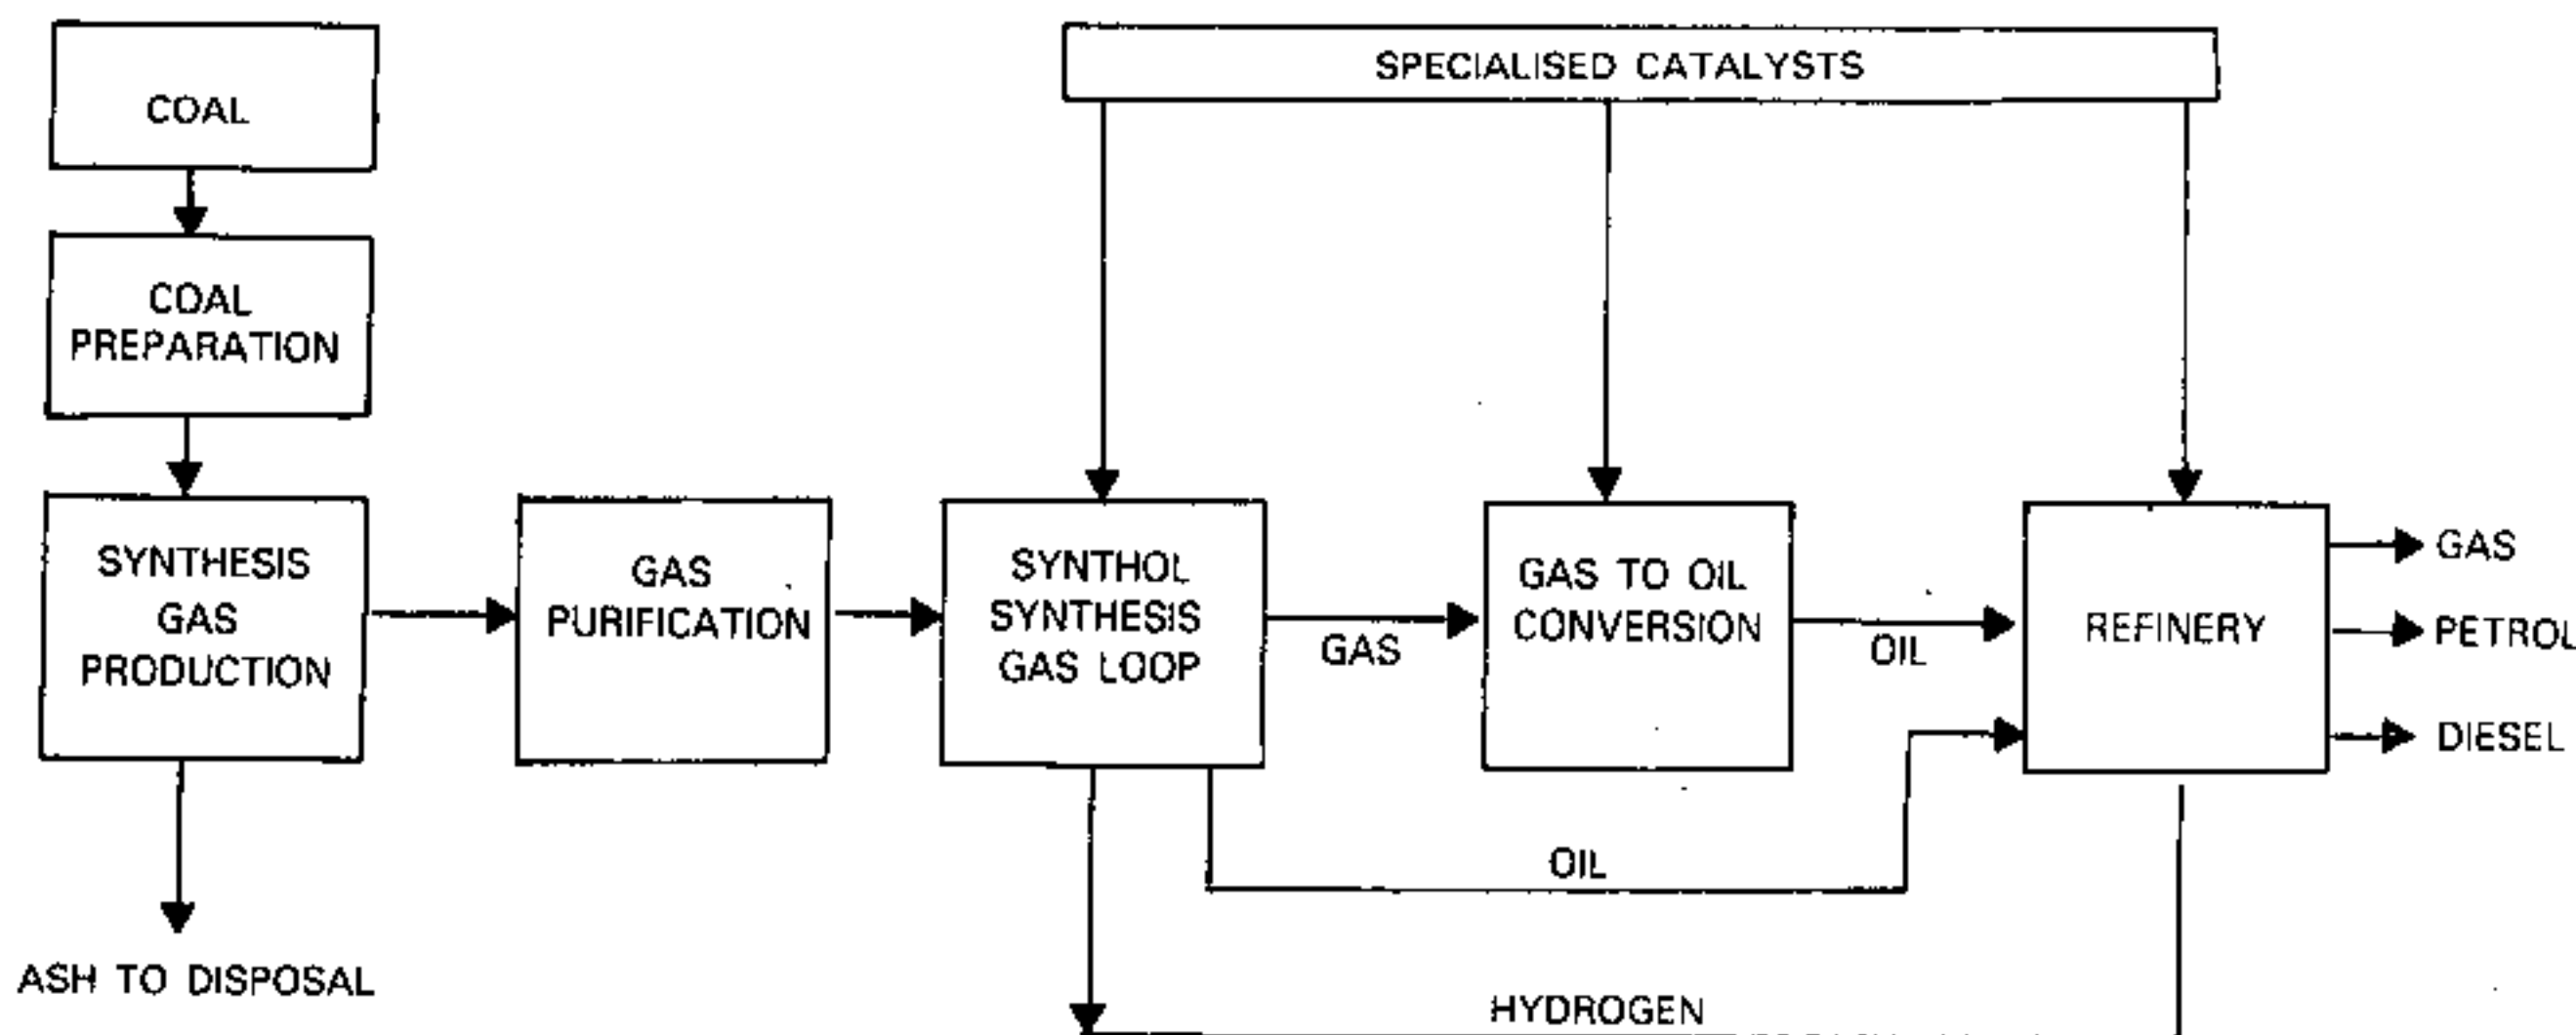 COAL
SPECIALISED CATALYSTS
COAL
PREPARATION
SYNTHESIS
GAS
PRODUCTION
GAS
PURIFICATION
SYNTHOL
SYNTHESIS
GAS LOOP
GAS
GAS TO OIL
CONVERSION
OIL
REFINERY
GAS
PETROL
DIESEL
OIL
ASH TO DISPOSAL
HYDROGEN